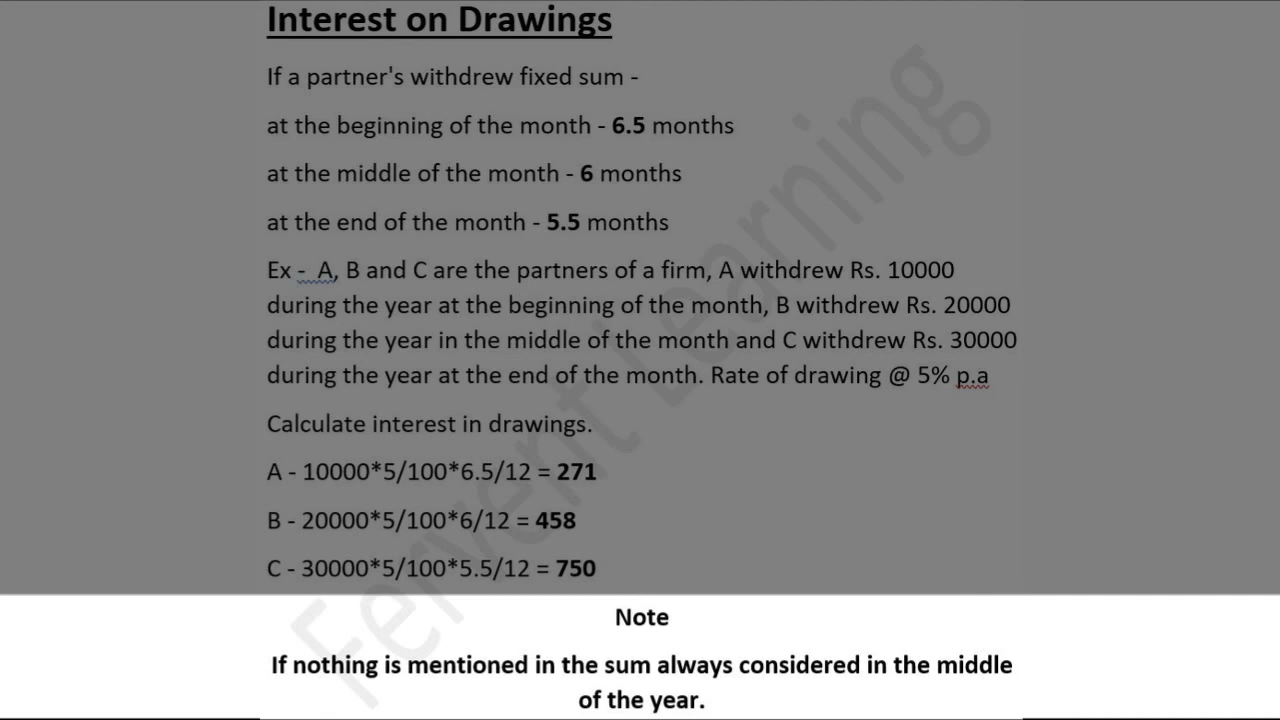 Interest on Drawings
If a partner's withdrew fixed sum -
at the beginning of the month - 6.5 months
at the middle of the month - 6 months
at the end of the month - 5.5 months
Ex - A, B and C are the partners of a firm, A withdrew Rs. 10000
during the year at the beginning of the month, B withdrew Rs. 20000
during the year in the middle of the month and C withdrew Rs. 30000
during the year at the end of the month. Rate of drawing @ 5% p.a
Calculate interest in drawings.
A - 10000*5/100*6.5/12 = 271
B - 20000*5/100*6/12 = 458
C - 30000*5/100*5.5/12 = 750
Note
If nothing is mentioned in the sum always considered in the middle
of the year.
Fervent Learning